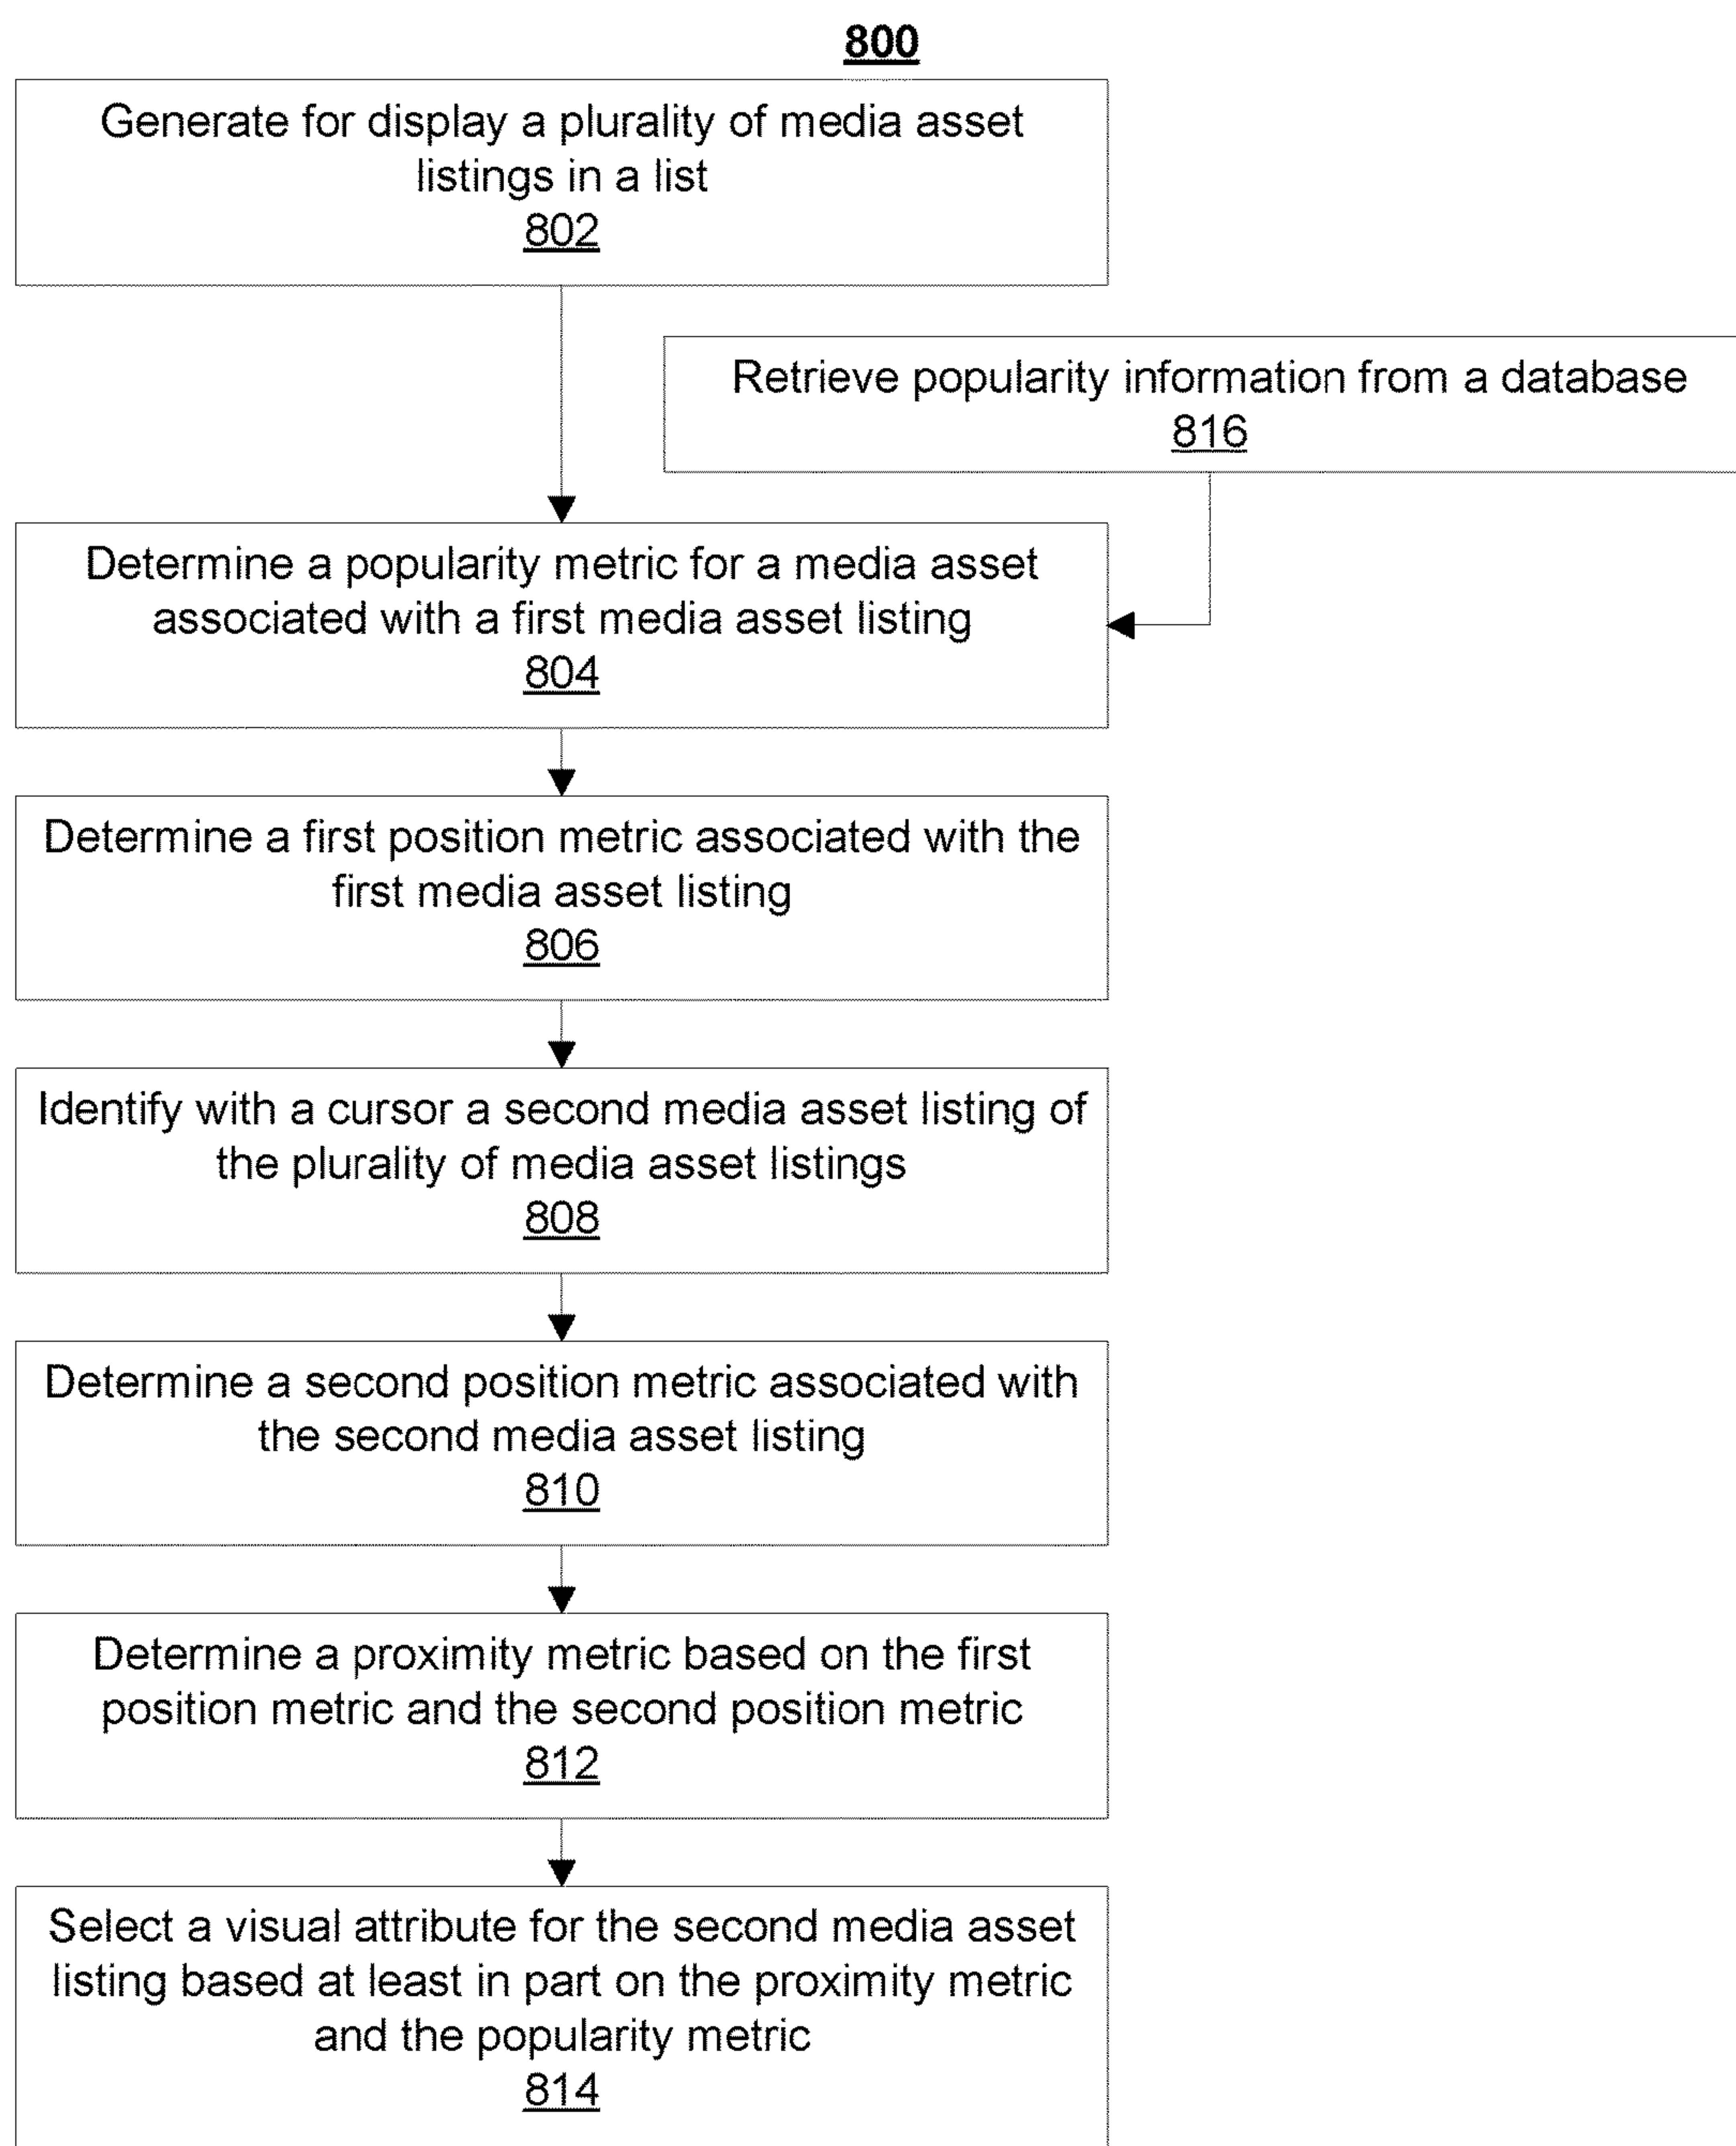 800
Generate for display a plurality of media asset
listings in a list
802
Retrieve popularity information from a database
816
Determine a popularity metric for a media asset
associated with a first media asset listing
804
Determine a first position metric associated with the
first media asset listing
806
Identify with a cursor a second media asset listing of
the plurality of media asset listings
808
Determine a second position metric associated with
the second media asset listing
810
Determine a proximity metric based on the first
position metric and the second position metric
812
Select a visual attribute for the second media asset
listing based at least in part on the proximity metric
and the popularity metric
814